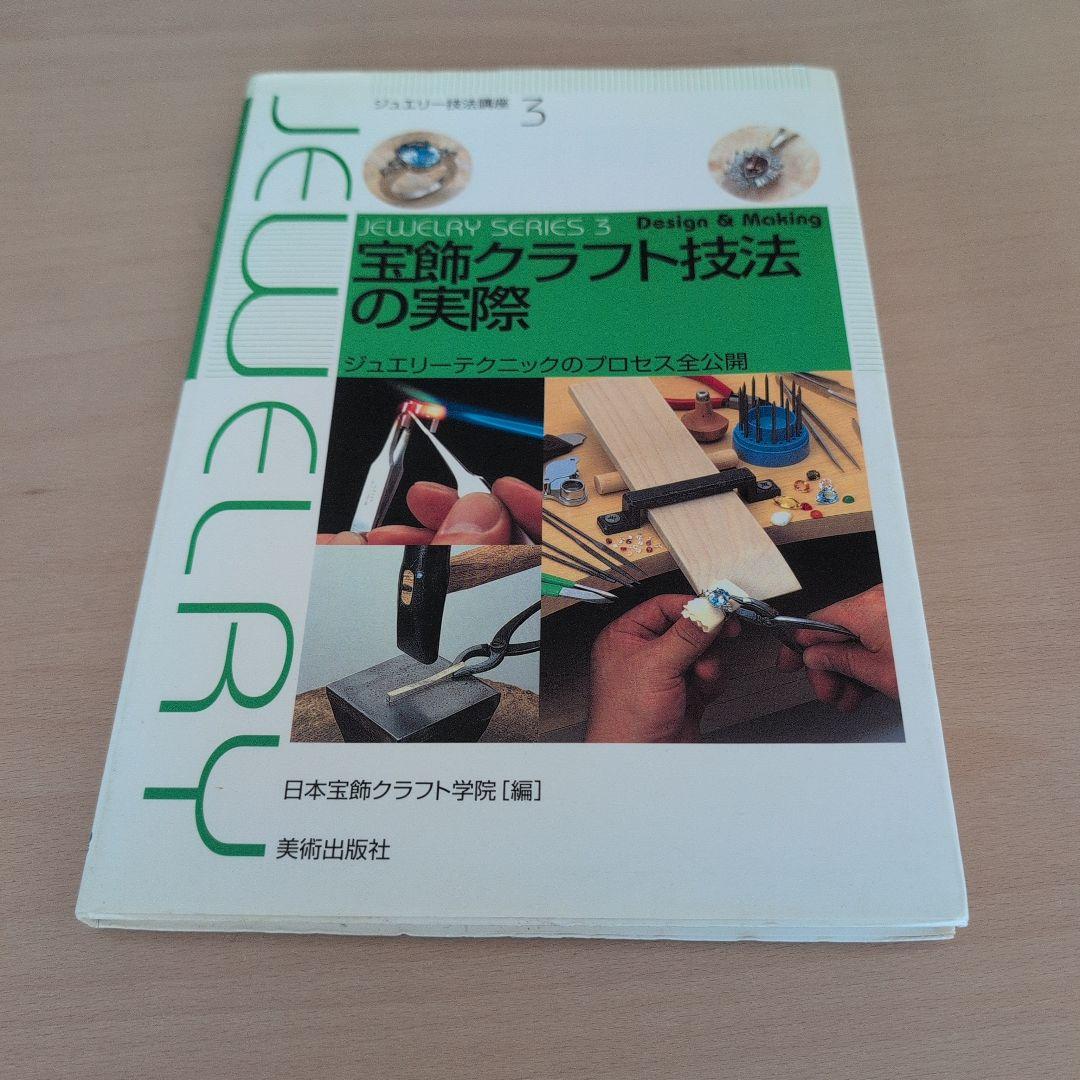 JEWELRY
ジュエリー技法講座 3
JEWELRY SERIES 3 Design & Making
宝飾クラフト技法
の実際
ジュエリーテクニックのプロセス全公開
日本宝飾クラフト学院[編]
美術出版社